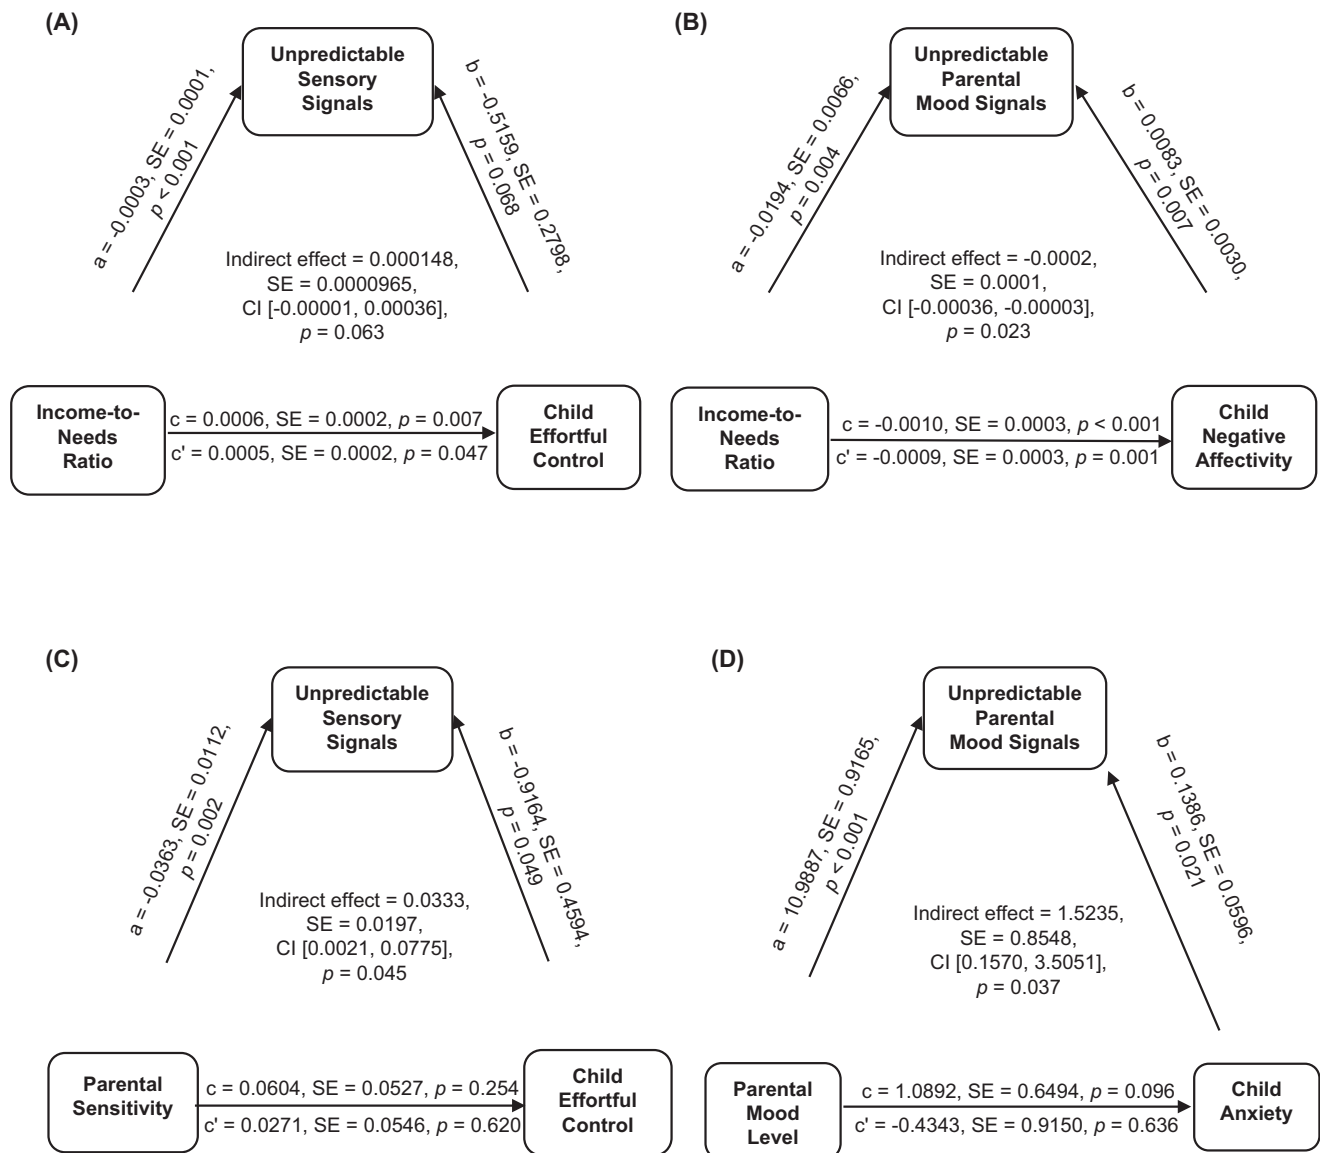 (A)
Unpredictable
Sensory
Signals
a = -0.0003, SE = 0.0001,
p < 0.001
b = -0.5159, SE = 0.2798,
p = 0.068
Indirect effect = 0.000148,
SE = 0.0000965,
CI [-0.00001, 0.00036],
p = 0.063
Income-to-
Needs
Ratio
c = 0.0006, SE = 0.0002, p = 0.007
c' = 0.0005, SE = 0.0002, p = 0.047
Child
Effortful
Control
(B)
Unpredictable
Parental
Mood Signals
a = -0.0194, SE = 0.0066,
p = 0.004
b = 0.0083, SE = 0.0030,
p = 0.007
Indirect effect = -0.0002,
SE = 0.0001,
CI [-0.00036, -0.00003],
p = 0.023
Income-to-
Needs
Ratio
c = -0.0010, SE = 0.0003, p < 0.001
c' = -0.0009, SE = 0.0003, p = 0.001
Child
Negative
Affectivity
(C)
Unpredictable
Sensory
Signals
a = -0.0363, SE = 0.0112,
p = 0.002
b = -0.9164, SE = 0.4594,
p = 0.049
Indirect effect = 0.0333,
SE = 0.0197,
CI [0.0021, 0.0775],
p = 0.045
Parental
Sensitivity
c = 0.0604, SE = 0.0527, p = 0.254
c' = 0.0271, SE = 0.0546, p = 0.620
Child
Effortful
Control
(D)
Unpredictable
Parental
Mood Signals
a = 10.9887, SE = 0.9165,
p < 0.001
b = 0.1386, SE = 0.0596,
p = 0.021
Indirect effect = 1.5235,
SE = 0.8548,
CI [0.1570, 3.5051],
p = 0.037
Parental
Mood
Level
c = 1.0892, SE = 0.6494, p = 0.096
c' = -0.4343, SE = 0.9150, p = 0.636
Child
Anxiety